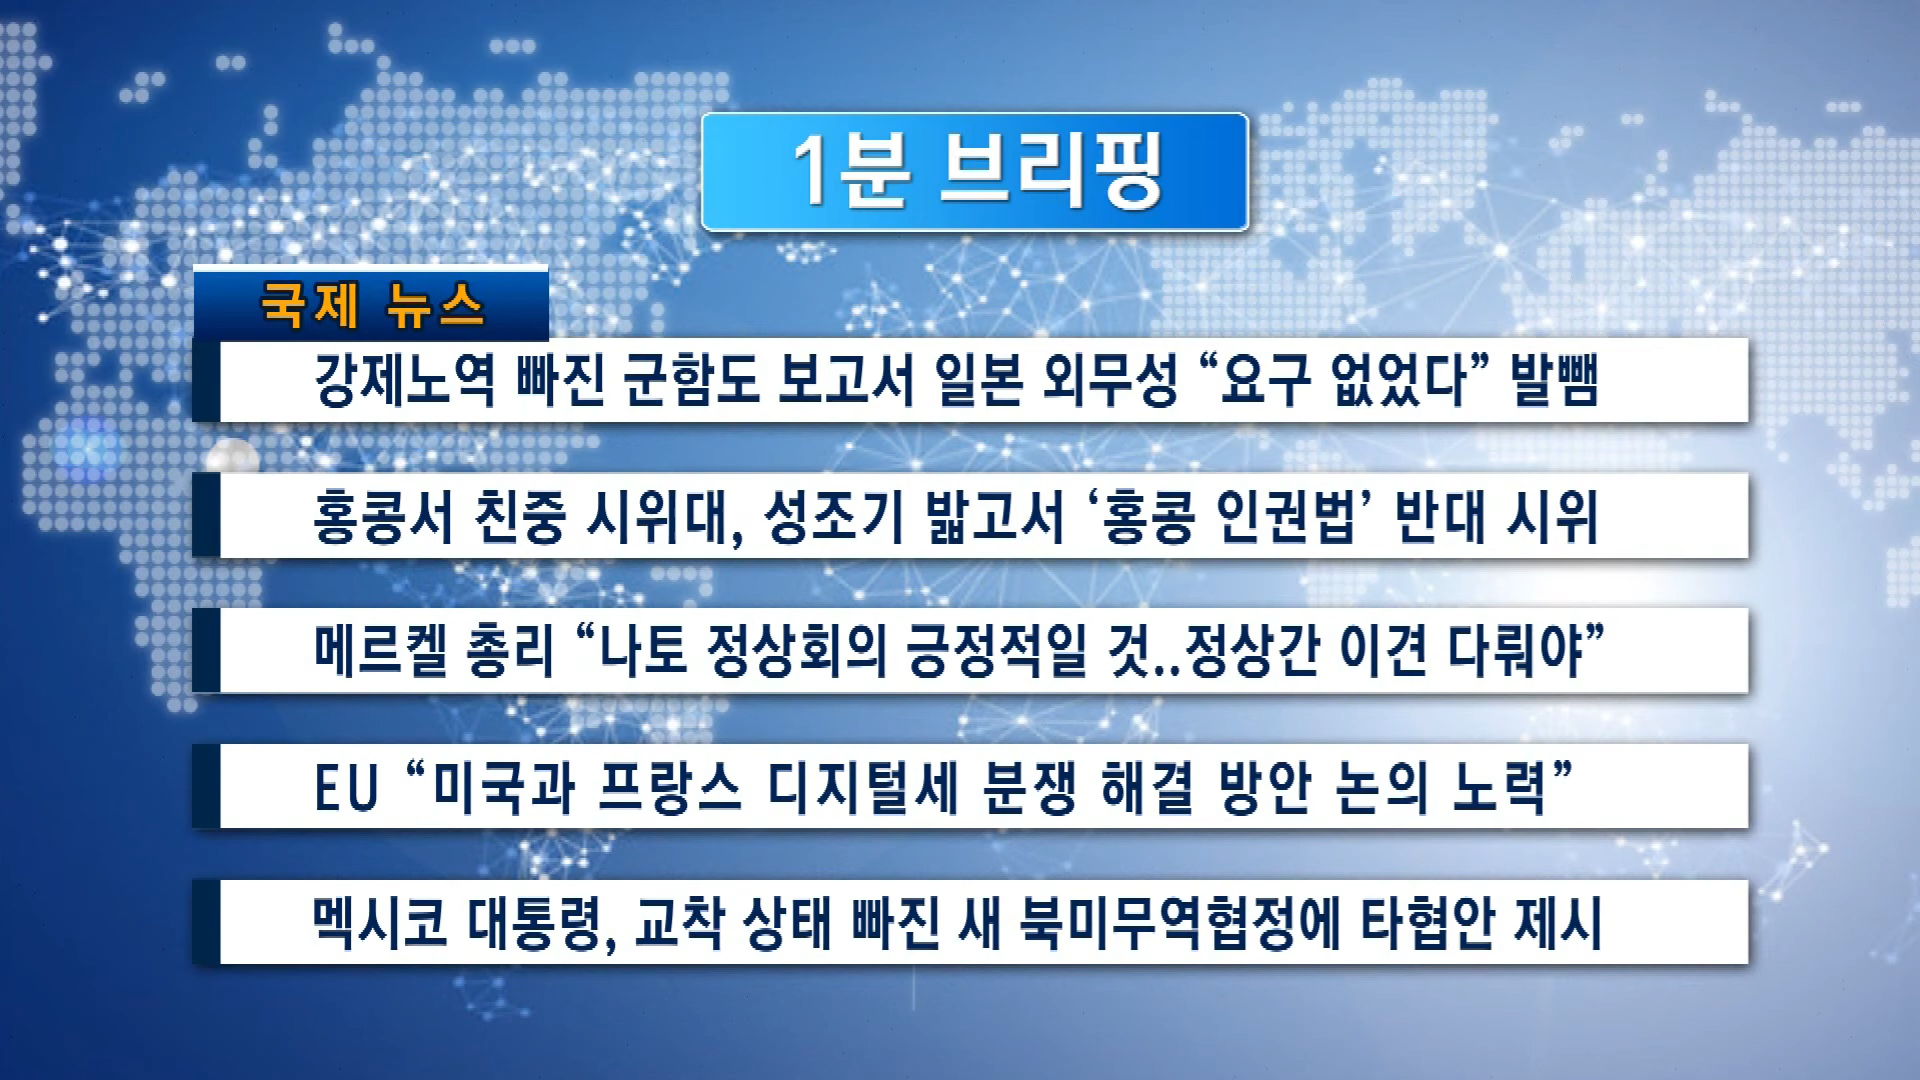 1분 브리핑
국제 뉴스
강제노역 빠진 군함도 보고서 일본 외무성 “요구 없었다” 발뺌
홍콩서 친중 시위대, 성조기 밟고서 ‘홍콩 인권법’ 반대 시위
메르켈 총리 “나토 정상회의 긍정적일 것..정상간 이견 다뤄야”
EU “미국과 프랑스 디지털세 분쟁 해결 방안 논의 노력”
멕시코 대통령, 교착 상태 빠진 새 북미무역협정에 타협안 제시